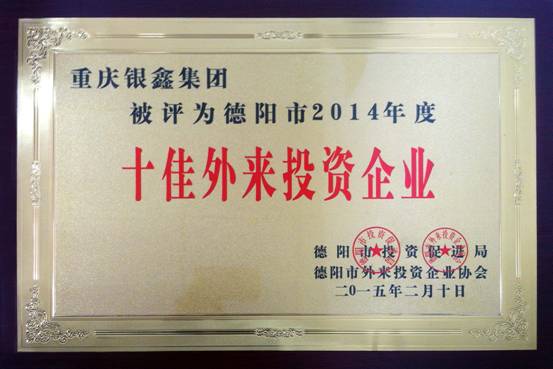 重庆银鑫集团
被评为德阳市2014年度
十佳外来投资企业
德阳市投资促进局
德阳市外来投资企业协会
二0一五年二月十日